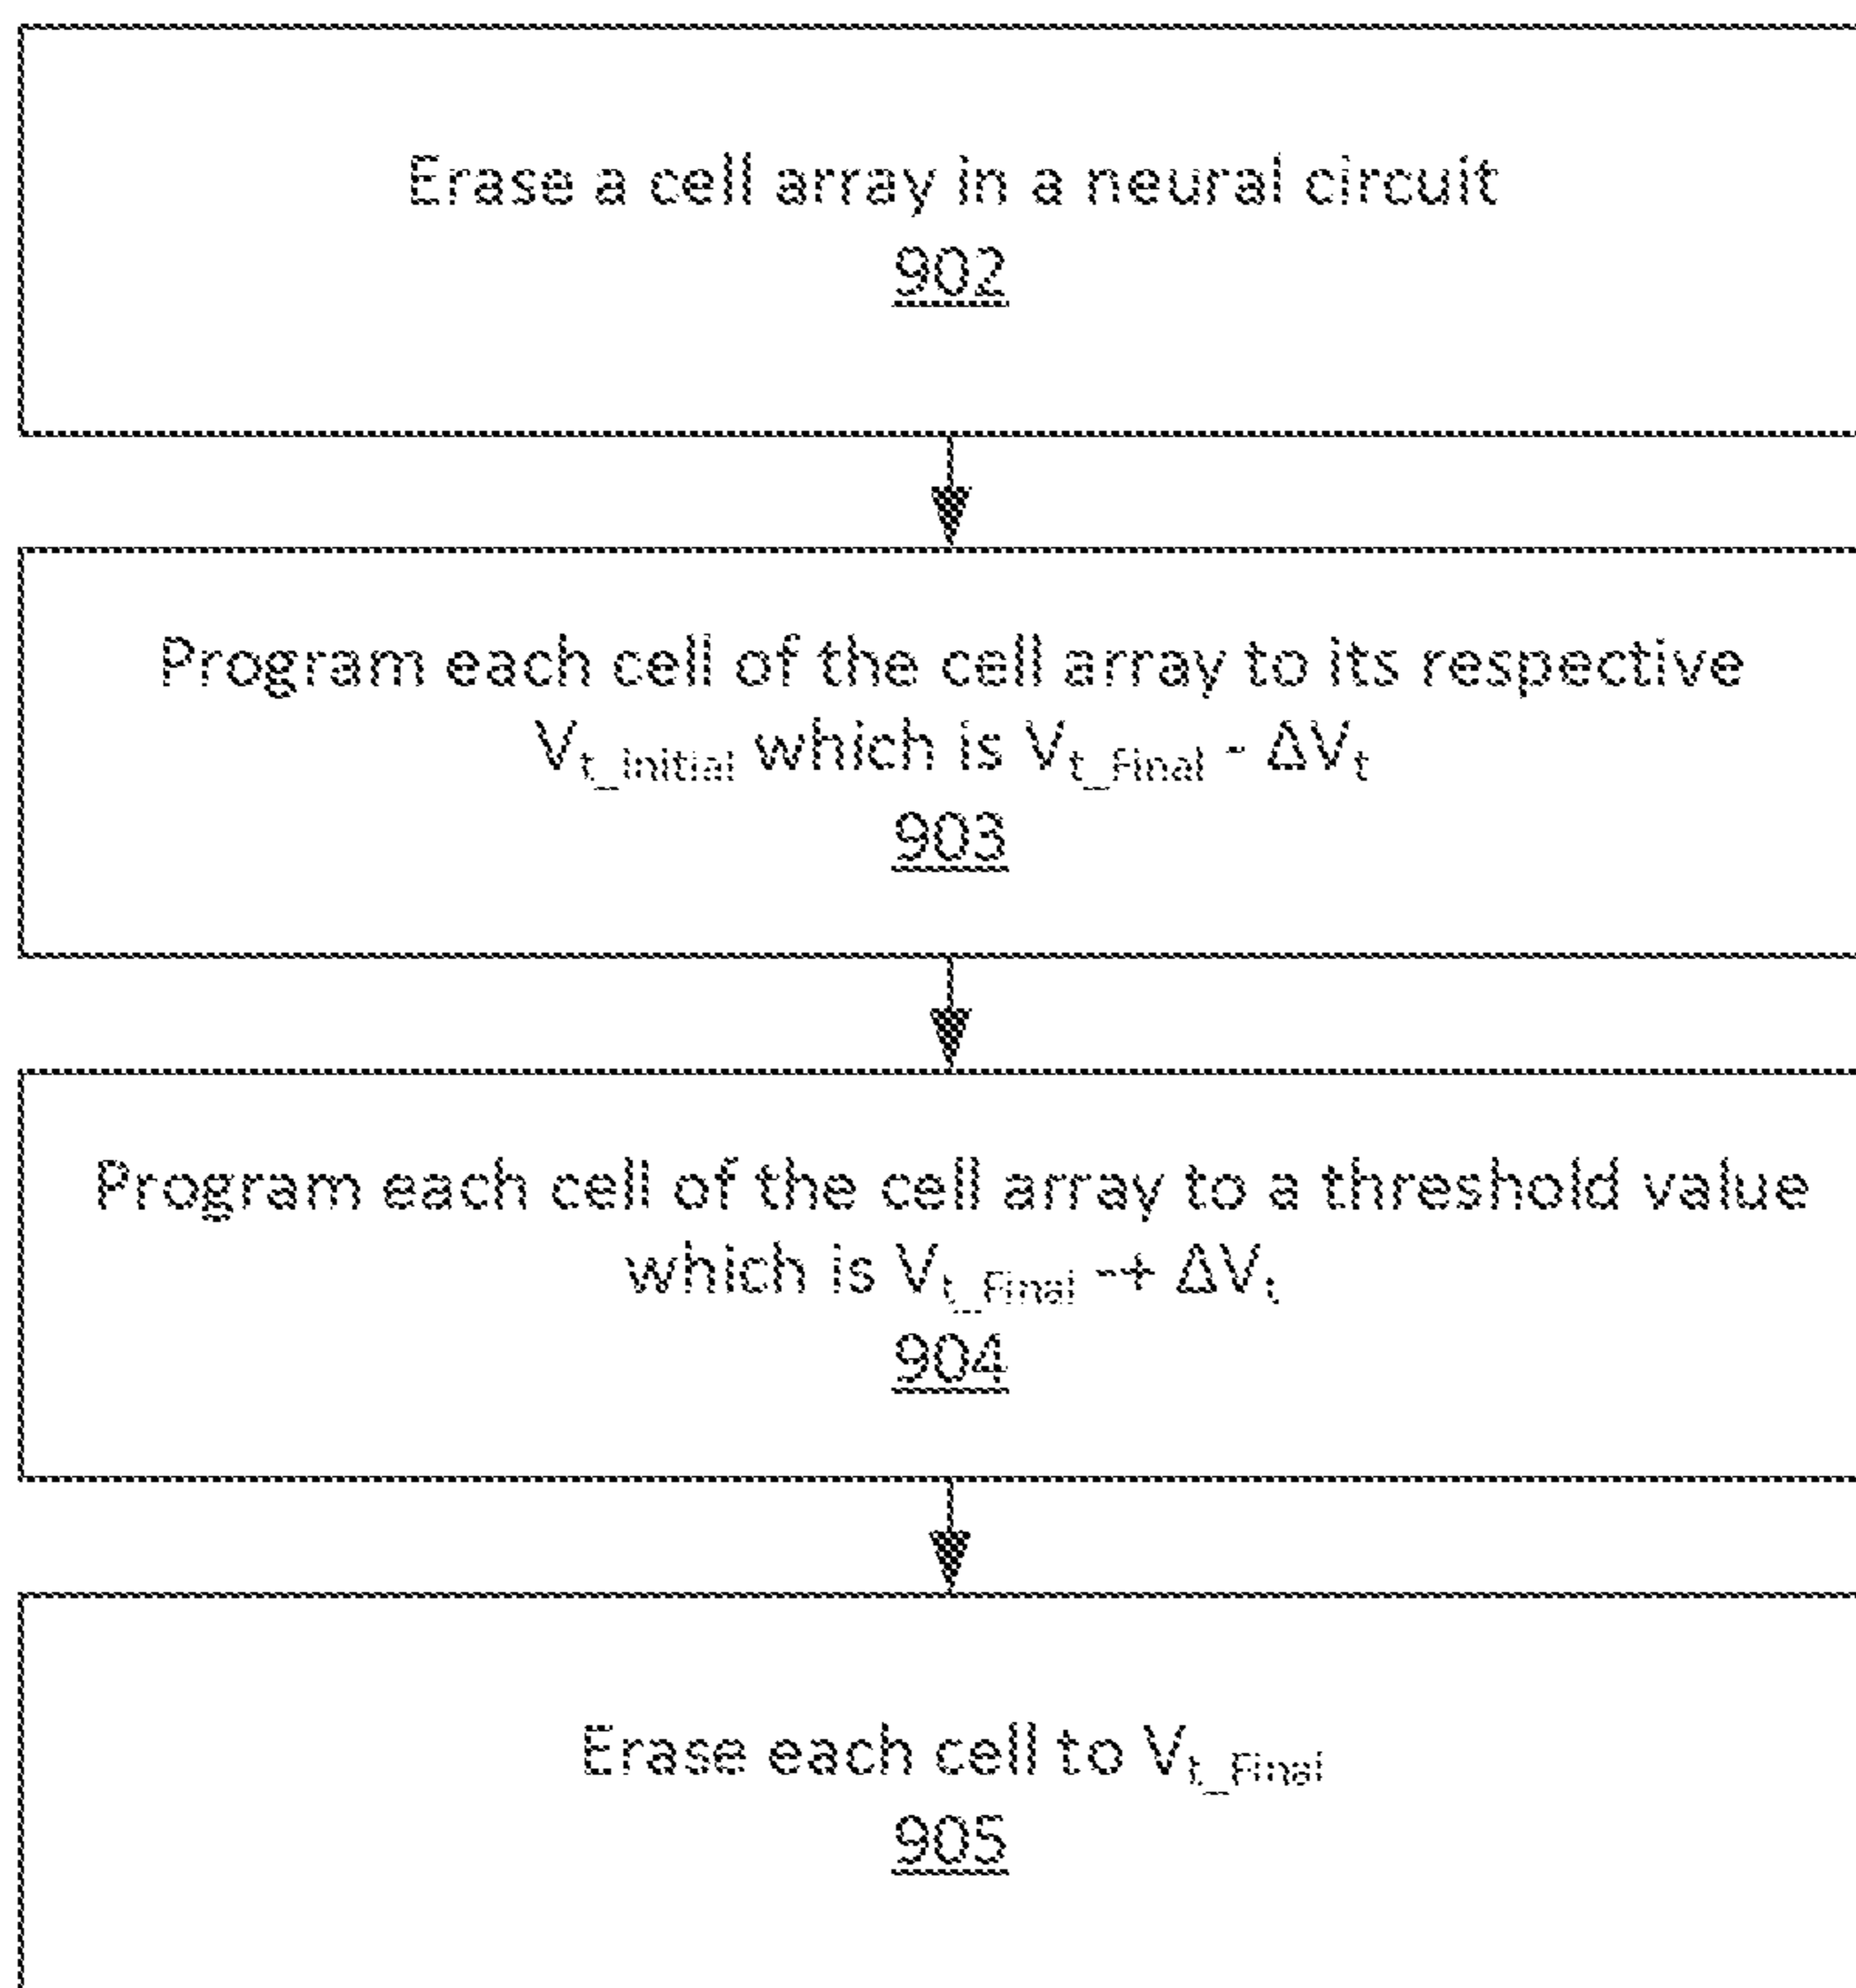 Erase a cell array in a neural circuit
902
Program each cell of the cell array to its respective
Vt_initial which is Vt_Final - ΔVt
903
Program each cell of the cell array to a threshold value
which is Vt_Final -+ ΔVt
904
Erase each cell to Vt_Final
905